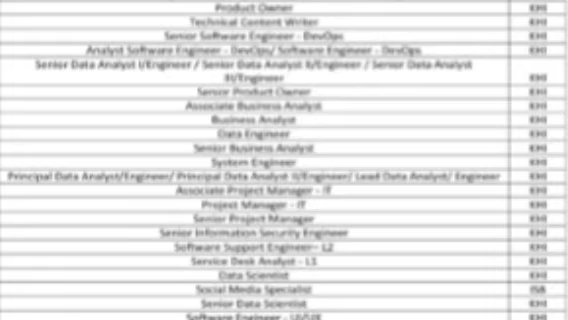 Product Owner KHI
Technical Content Writer KHI
Senior Software Engineer - DevOps KHI
Analyst Software Engineer - DevOps/ Software Engineer - DevOps KHI
Senior Data Analyst I/Engineer / Senior Data Analyst II/Engineer / Senior Data Analyst
III/Engineer KHI
Senior Product Owner KHI
Associate Business Analyst KHI
Business Analyst KHI
Data Engineer KHI
Senior Business Analyst KHI
System Engineer KHI
Principal Data Analyst/Engineer/ Principal Data Analyst II/Engineer/ Lead Data Analyst/ Engineer KHI
Associate Project Manager - IT KHI
Project Manager - IT KHI
Senior Project Manager KHI
Senior Information Security Engineer KHI
Software Support Engineer– L2 KHI
Service Desk Analyst - L1 KHI
Data Scientist KHI
Social Media Specialist ISB
Senior Data Scientist KHI
Software Engineer - UI/UX KHI